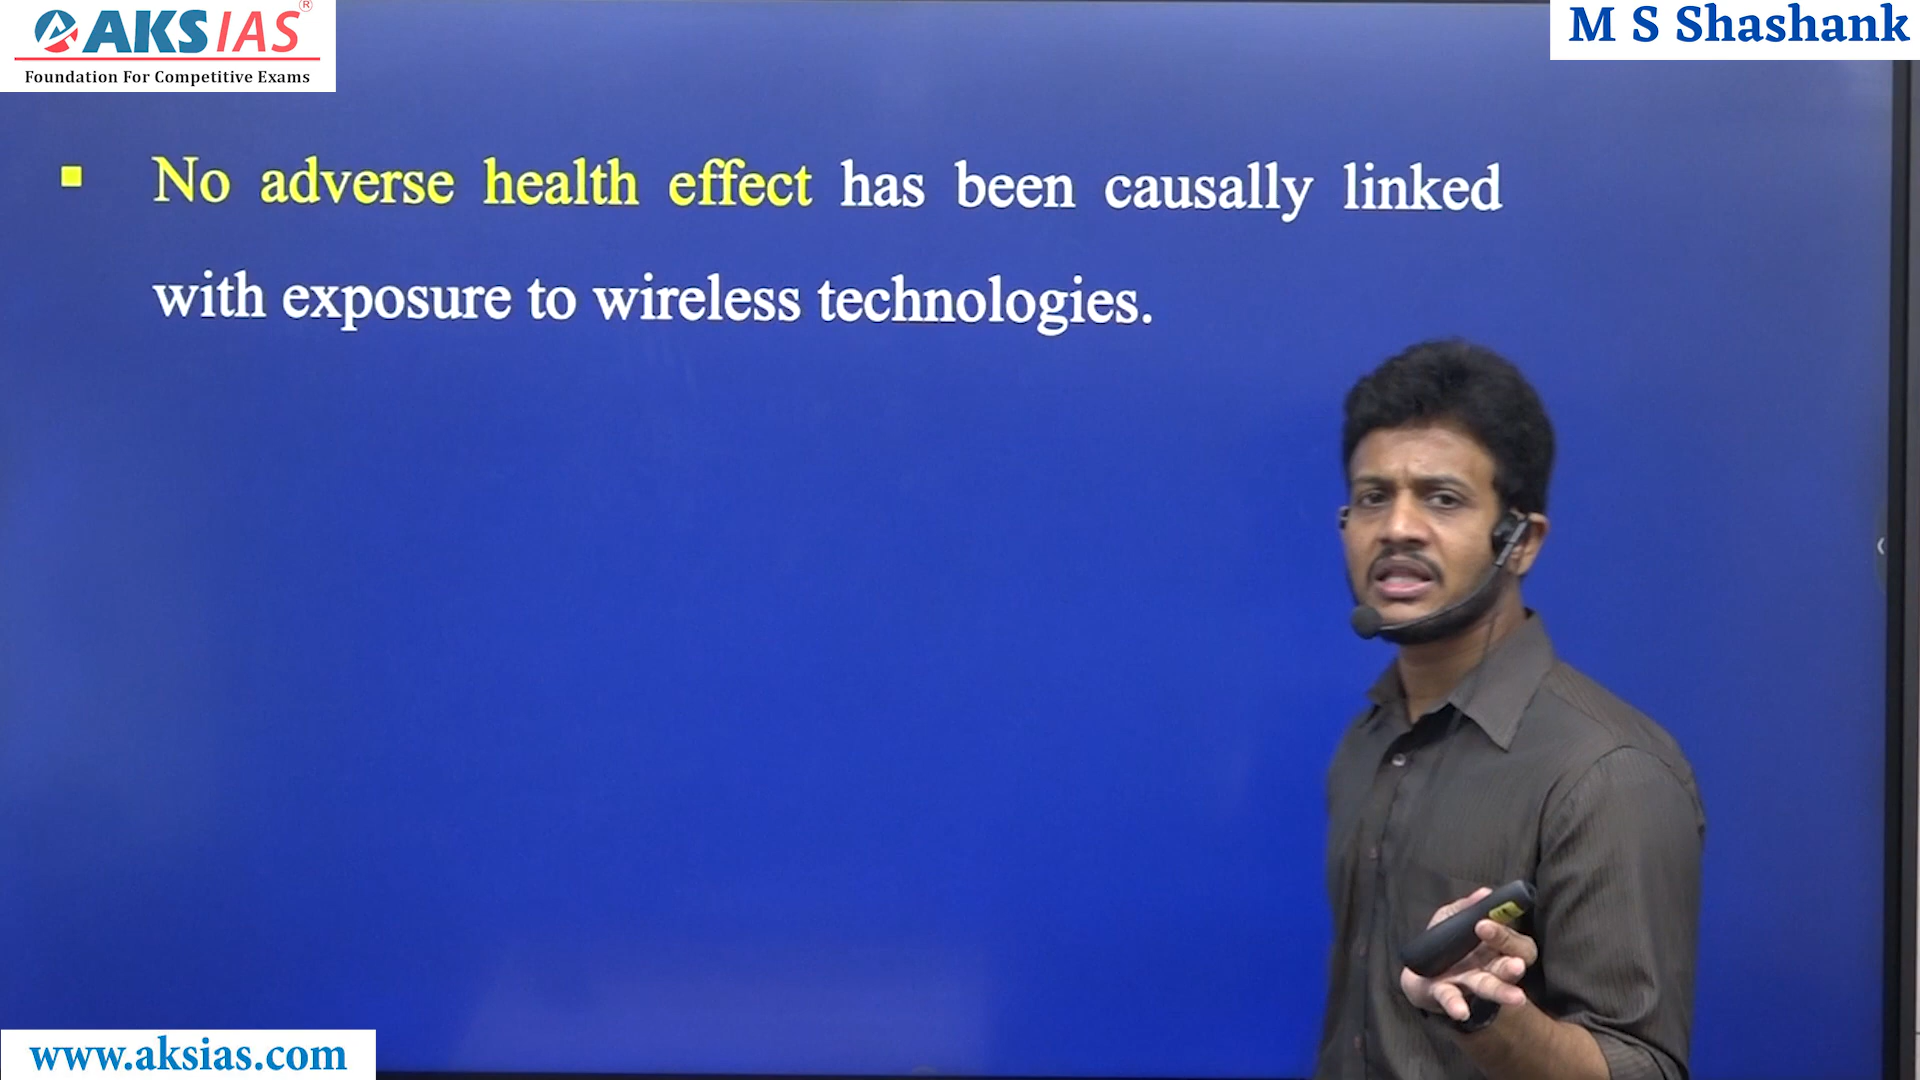 AKSIAS®
Foundation For Competitive Exams
M S Shashank
No adverse health effect has been causally linked
with exposure to wireless technologies.
www.aksias.com